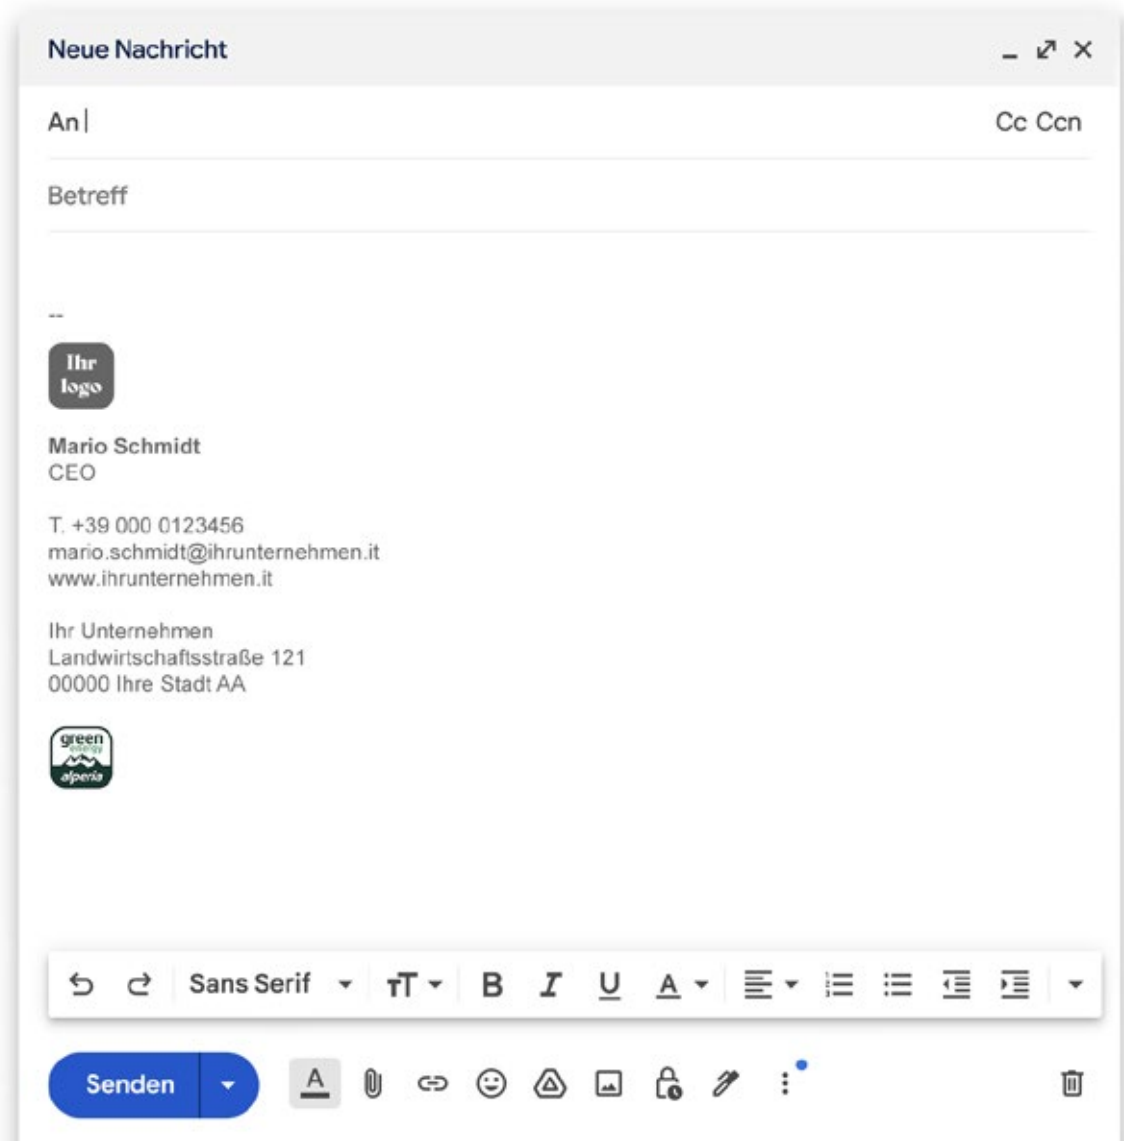 Neue Nachricht
An
Cc Ccn
Betreff
--
Ihr
logo
Mario Schmidt
CEO
T. +39 000 0123456
mario.schmidt@ihrunternehmen.it
www.ihrunternehmen.it
Ihr Unternehmen
Landwirtschaftsstraße 121
00000 Ihre Stadt AA
green
energy
alperia
Sans Serif
TT
B I U A
Senden
A